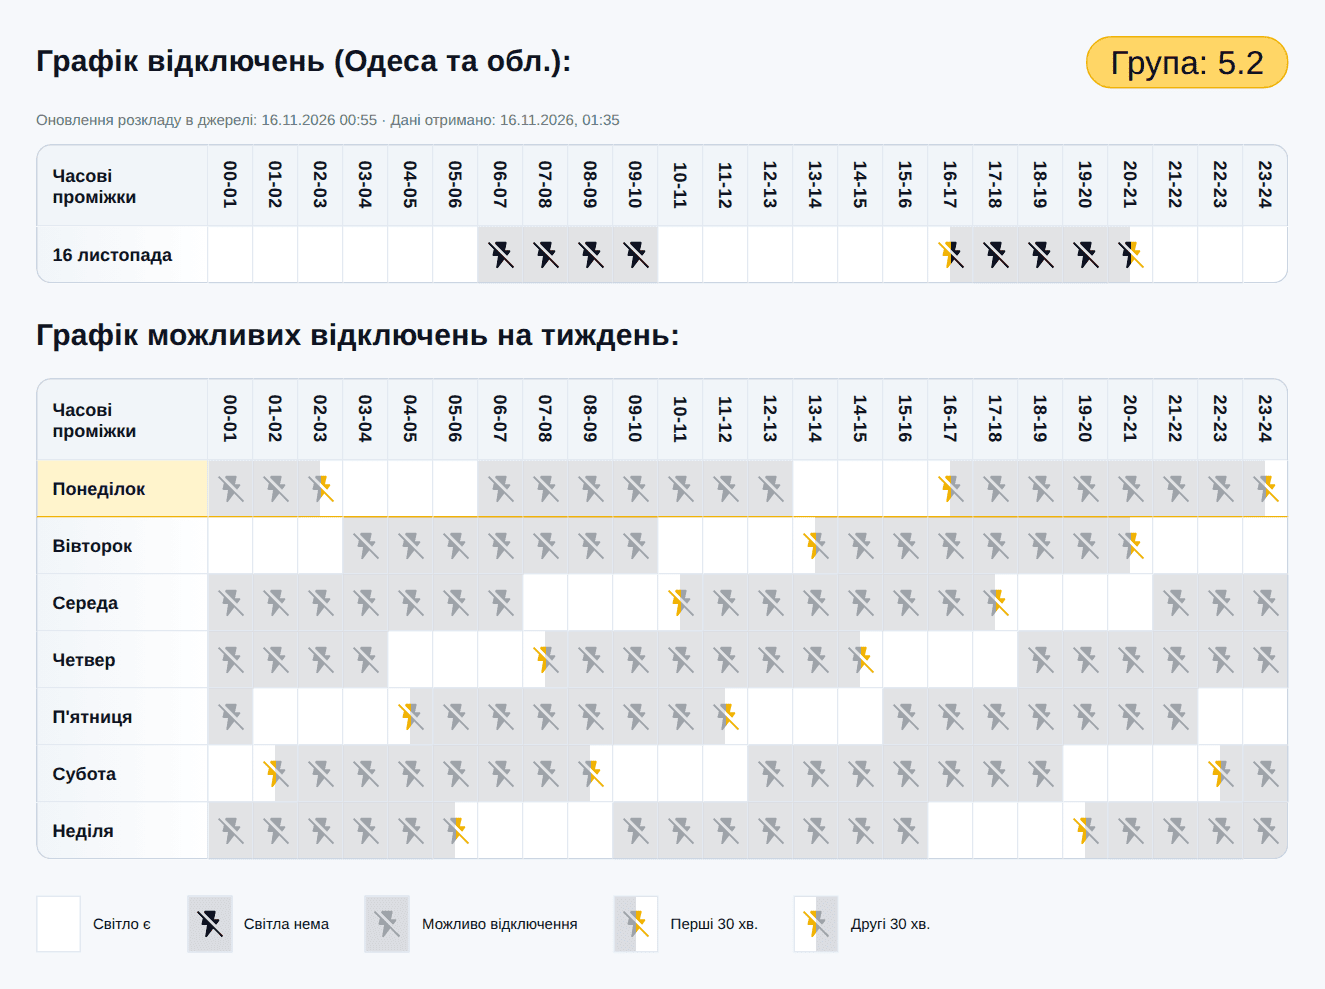 Графік відключень (Одеса та обл.):
Група: 5.2
Оновлення розкладу в джерелі: 16.11.2026 00:55 · Дані отримано: 16.11.2026, 01:35
Часові проміжки 00-01 01-02 02-03 03-04 04-05 05-06 06-07 07-08 08-09 09-10 10-11 11-12 12-13 13-14 14-15 15-16 16-17 17-18 18-19 19-20 20-21 21-22 22-23 23-24
16 листопада
Графік можливих відключень на тиждень:
Часові проміжки 00-01 01-02 02-03 03-04 04-05 05-06 06-07 07-08 08-09 09-10 10-11 11-12 12-13 13-14 14-15 15-16 16-17 17-18 18-19 19-20 20-21 21-22 22-23 23-24
Понеділок
Вівторок
Середа
Четвер
П'ятниця
Субота
Неділя
Світло є Світла нема Можливо відключення Перші 30 хв. Другі 30 хв.